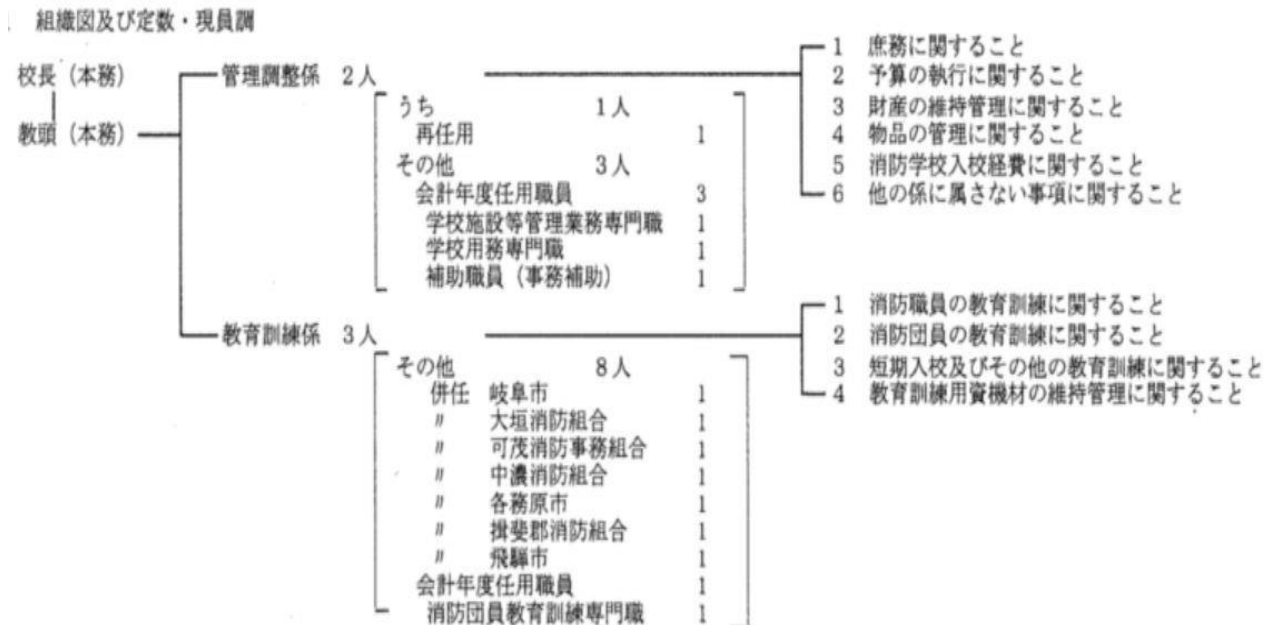 組織図及び定数・現員調
校長（本務）
教頭（本務）
管理調整係 2人
うち 1人
再任用 1
その他 3人
会計年度任用職員 3
学校施設等管理業務専門職 1
学校用務専門職 1
補助職員（事務補助） 1
1 庶務に関すること
2 予算の執行に関すること
3 財産の維持管理に関すること
4 物品の管理に関すること
5 消防学校入校経費に関すること
6 他の係に属さない事項に関すること
教育訓練係 3人
その他 8人
併任 岐阜市 1
〃 大垣消防組合 1
〃 可茂消防事務組合 1
〃 中濃消防組合 1
〃 各務原市 1
〃 揖斐郡消防組合 1
〃 飛騨市 1
会計年度任用職員 1
消防団員教育訓練専門職 1
1 消防職員の教育訓練に関すること
2 消防団員の教育訓練に関すること
3 短期入校及びその他の教育訓練に関すること
4 教育訓練用資機材の維持管理に関すること